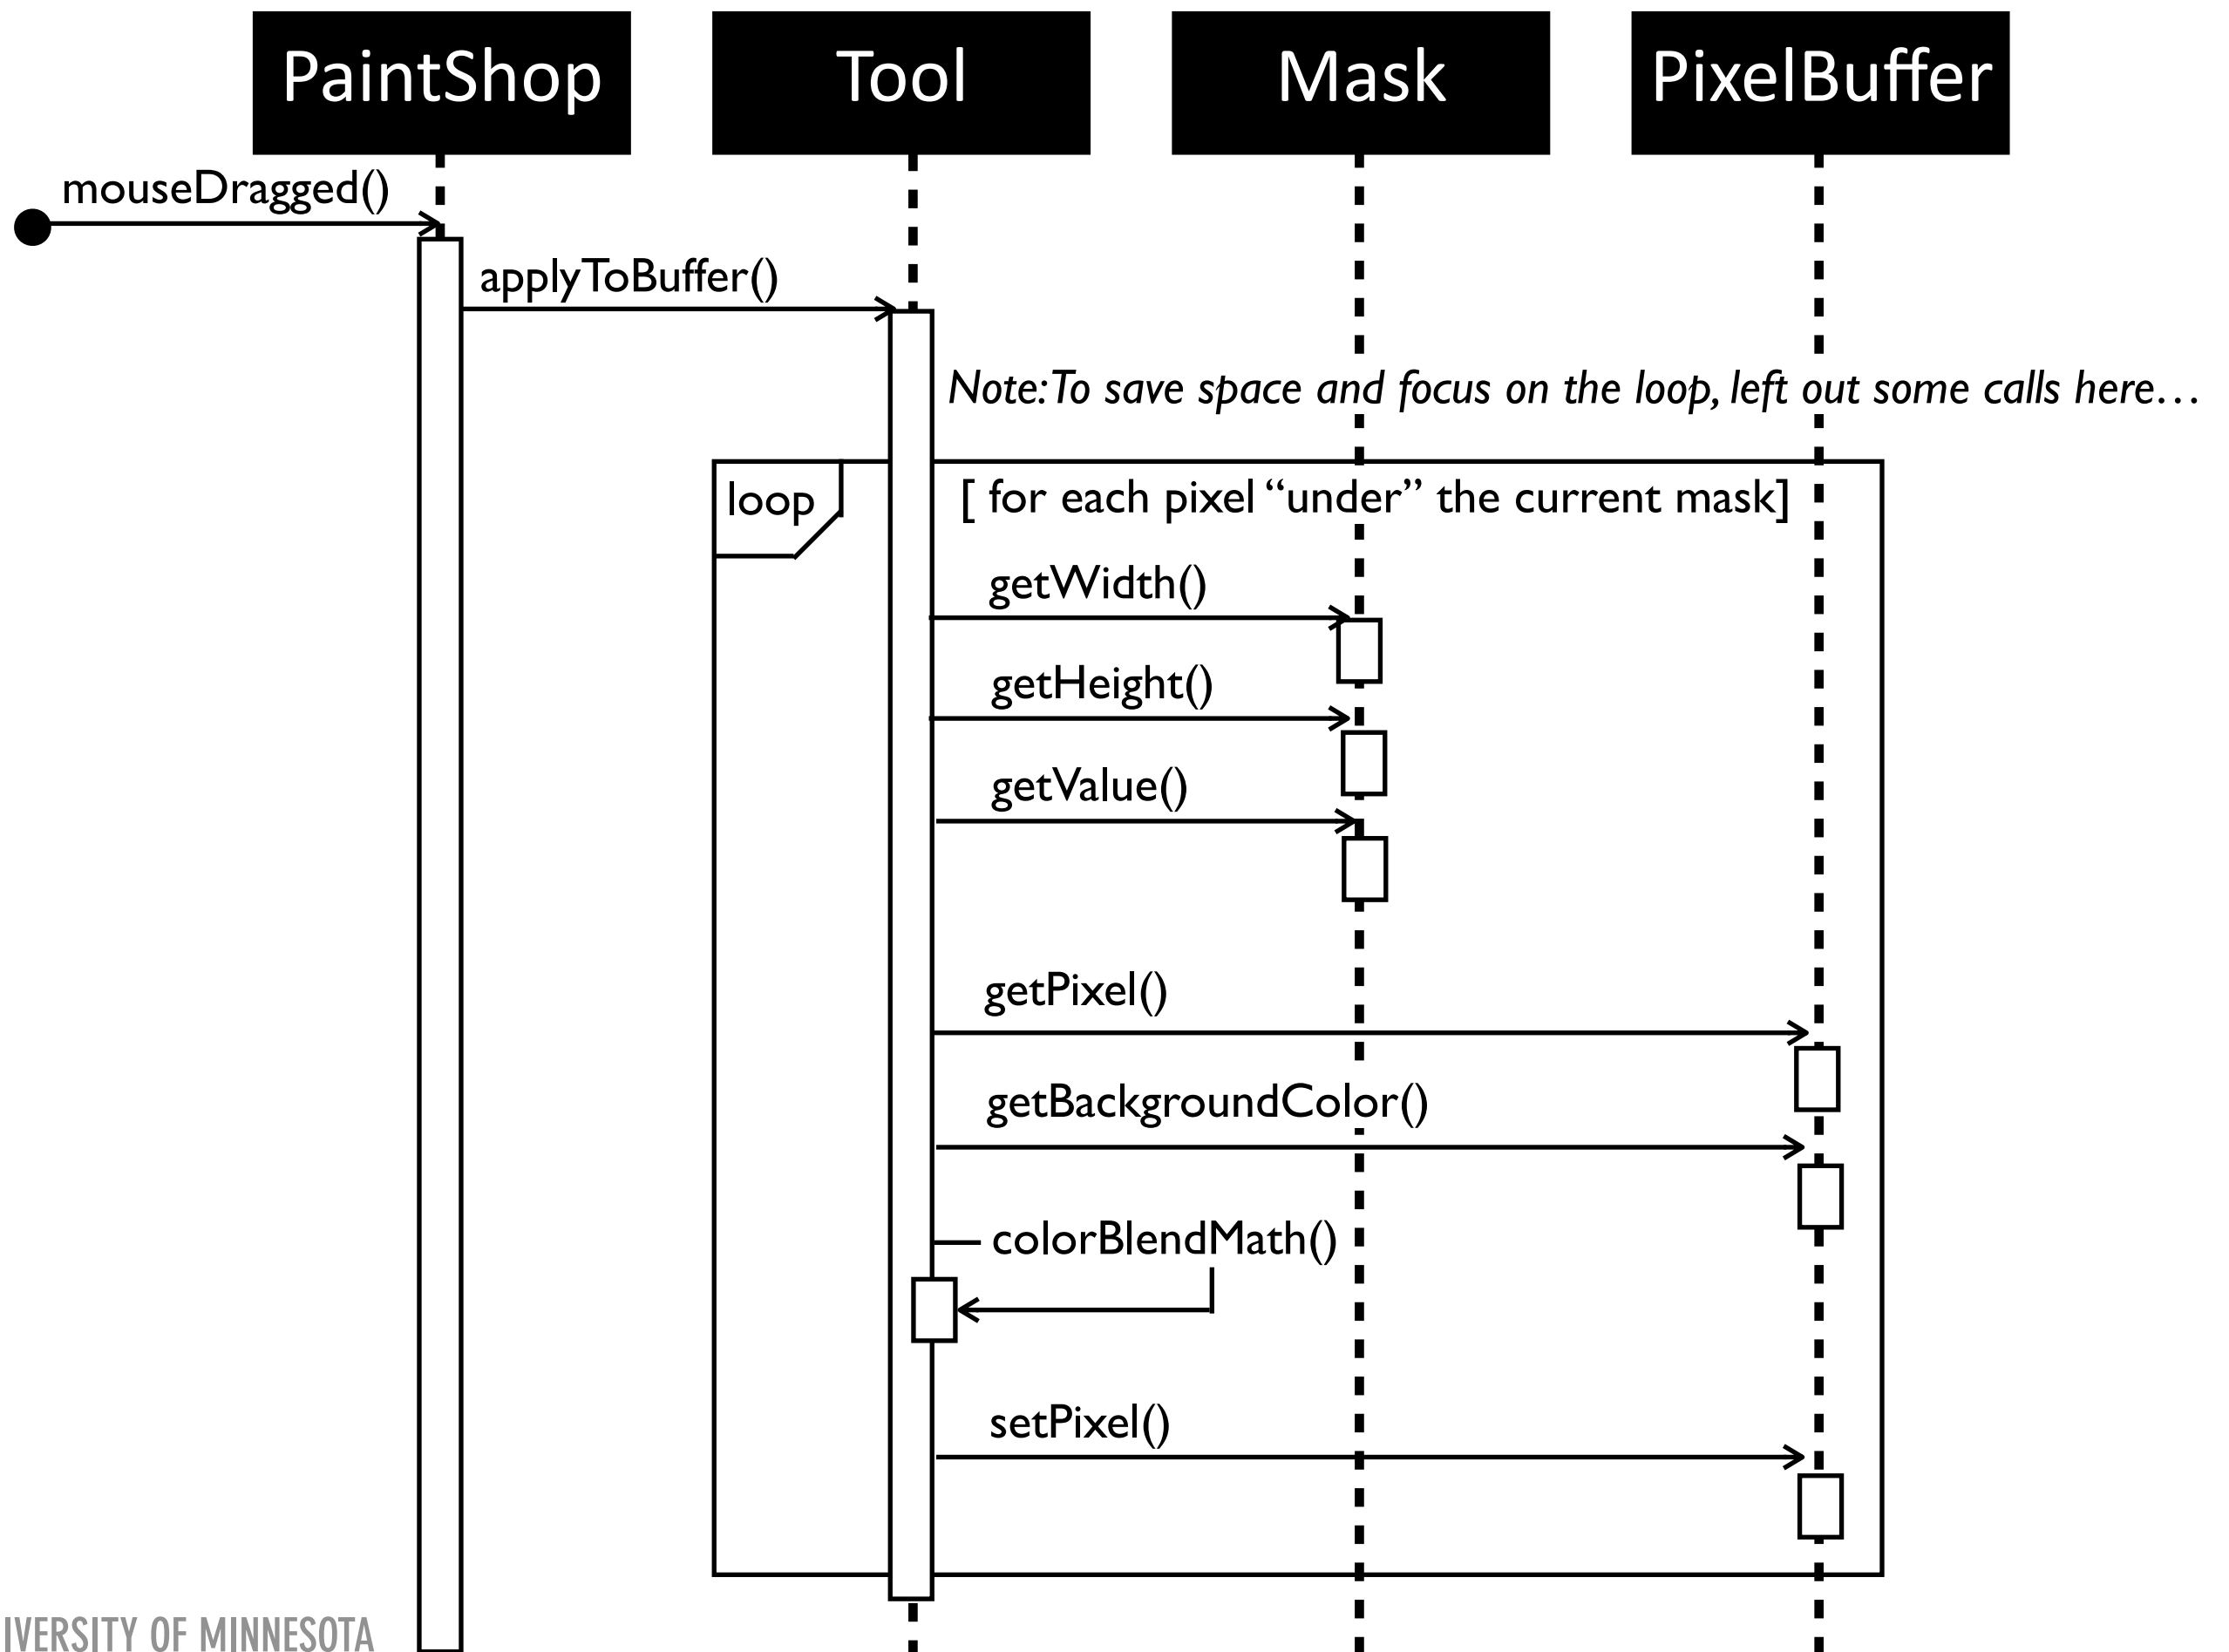 PaintShop
Tool
Mask
PixelBuffer
mouseDragged()
applyToBuffer()
Note: To save space and focus on the loop, left out some calls here...
loop
[ for each pixel “under” the current mask]
getWidth()
getHeight()
getValue()
getPixel()
getBackgroundColor()
colorBlendMath()
setPixel()
IVERSITY OF MINNESOTA